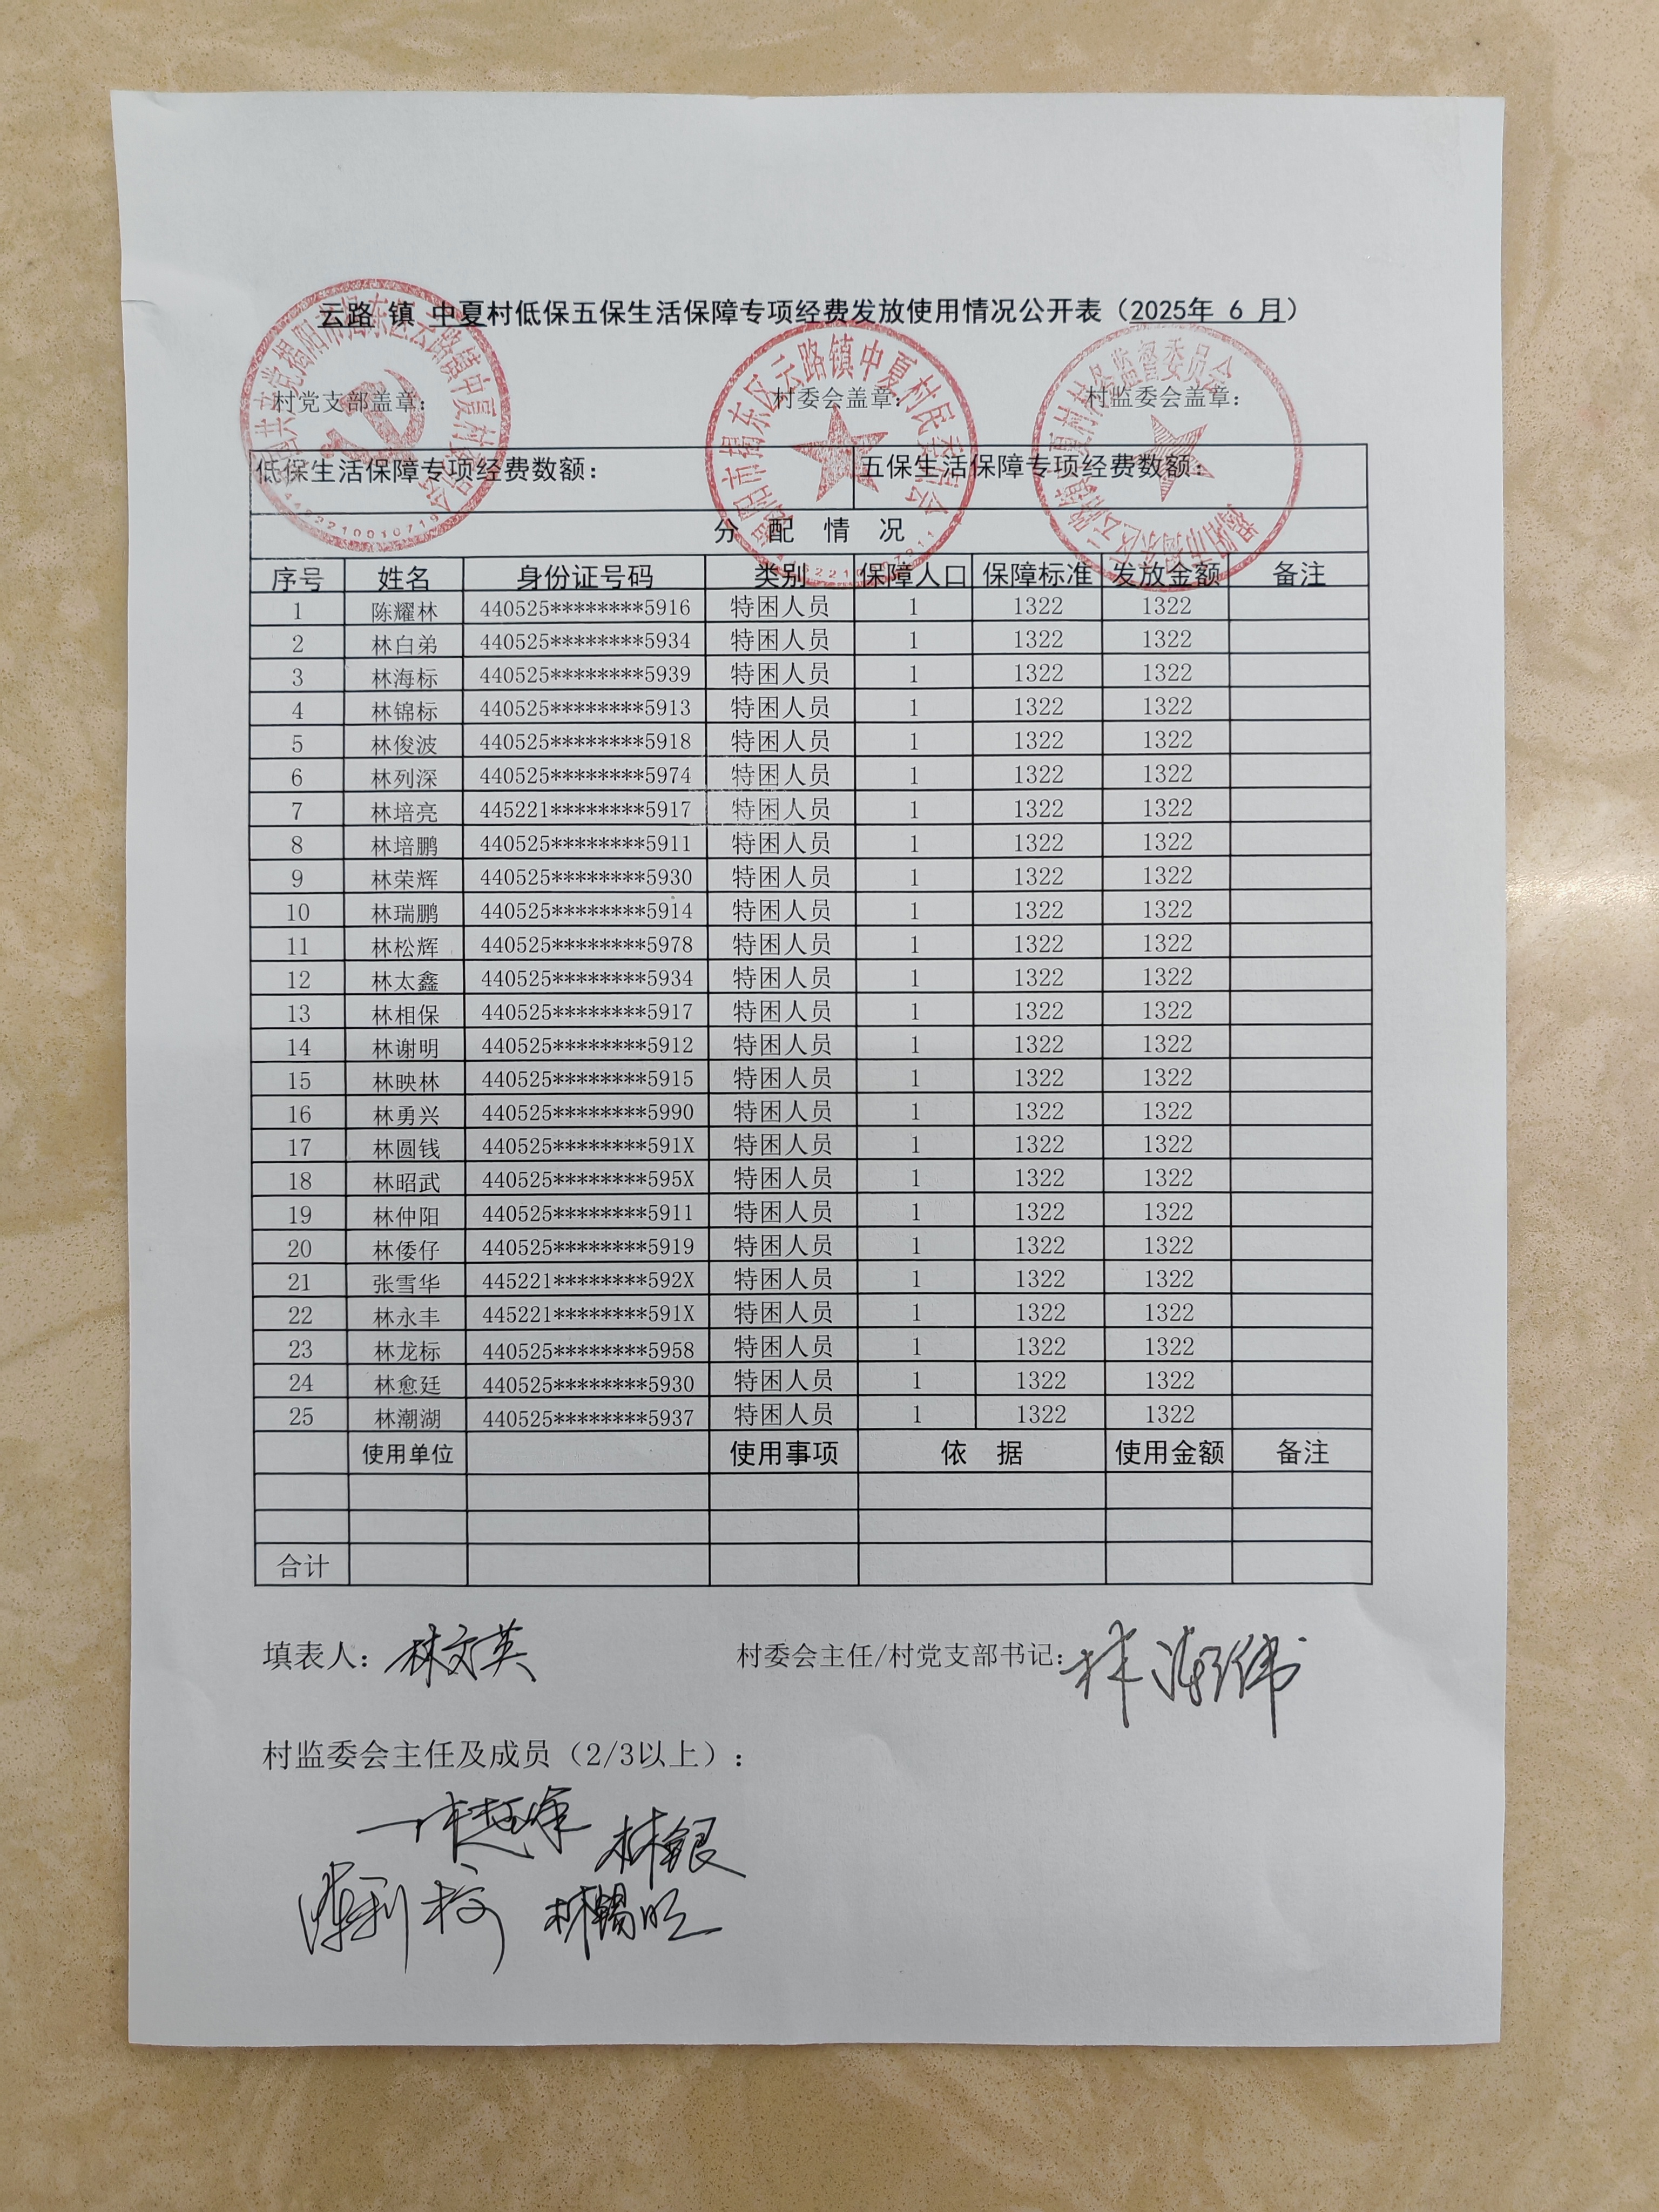 云路 镇 中夏村低保五保生活保障专项经费发放使用情况公开表（2025年 6 月）
村党支部盖章： 村委会盖章： 村监委会盖章：
低保生活保障专项经费数额： 五保生活保障专项经费数额：
分 配 情 况
序号 姓名 身份证号码 类别 保障人口 保障标准 发放金额 备注
1 陈耀林 440525********5916 特困人员 1 1322 1322
2 林白弟 440525********5934 特困人员 1 1322 1322
3 林海标 440525********5939 特困人员 1 1322 1322
4 林锦标 440525********5913 特困人员 1 1322 1322
5 林俊波 440525********5918 特困人员 1 1322 1322
6 林列深 440525********5974 特困人员 1 1322 1322
7 林培亮 445221********5917 特困人员 1 1322 1322
8 林培鹏 440525********5911 特困人员 1 1322 1322
9 林荣辉 440525********5930 特困人员 1 1322 1322
10 林瑞鹏 440525********5914 特困人员 1 1322 1322
11 林松辉 440525********5978 特困人员 1 1322 1322
12 林太鑫 440525********5934 特困人员 1 1322 1322
13 林相保 440525********5917 特困人员 1 1322 1322
14 林谢明 440525********5912 特困人员 1 1322 1322
15 林映林 440525********5915 特困人员 1 1322 1322
16 林勇兴 440525********5990 特困人员 1 1322 1322
17 林圆钱 440525********591X 特困人员 1 1322 1322
18 林昭武 440525********595X 特困人员 1 1322 1322
19 林仲阳 440525********5911 特困人员 1 1322 1322
20 林倭仔 440525********5919 特困人员 1 1322 1322
21 张雪华 445221********592X 特困人员 1 1322 1322
22 林永丰 445221********591X 特困人员 1 1322 1322
23 林龙标 440525********5958 特困人员 1 1322 1322
24 林愈廷 440525********5930 特困人员 1 1322 1322
25 林潮湖 440525********5937 特困人员 1 1322 1322
使用单位 使用事项 依 据 使用金额 备注
合计
填表人：林文英 村委会主任/村党支部书记：林
村监委会主任及成员（2/3以上）：
林银
林锡旺